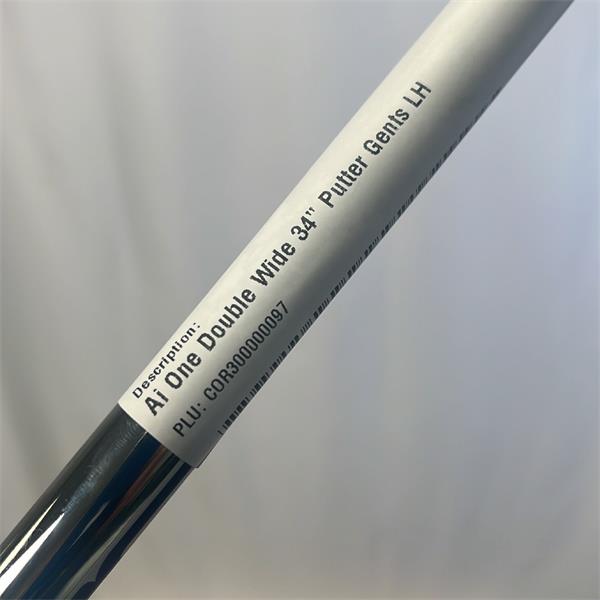 Description:
Ai One Double Wide 34" Putter Gents LH
PLU: COR300000097